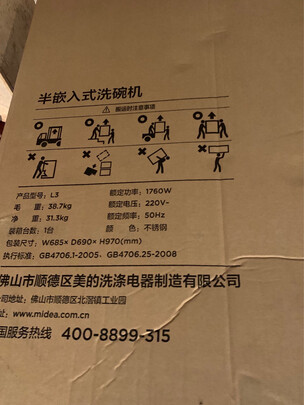 半嵌入式洗碗机
搬运时注意事项
产品型号：L3
额定功率：1760W
毛 重：38.7kg
额定电压：220V~
净 重：31.3kg
额定频率：50Hz
装箱台数：1台
颜 色：不锈钢
包装尺寸：W685× D690× H970(mm)
执行标准：GB4706.1-2005、GB4706.25-2008
佛山市顺德区美的洗涤电器制造有限公司
公司地址：佛山市顺德区北滘镇工业园
址：www.midea.com.cn
国服务热线 400-8899-315